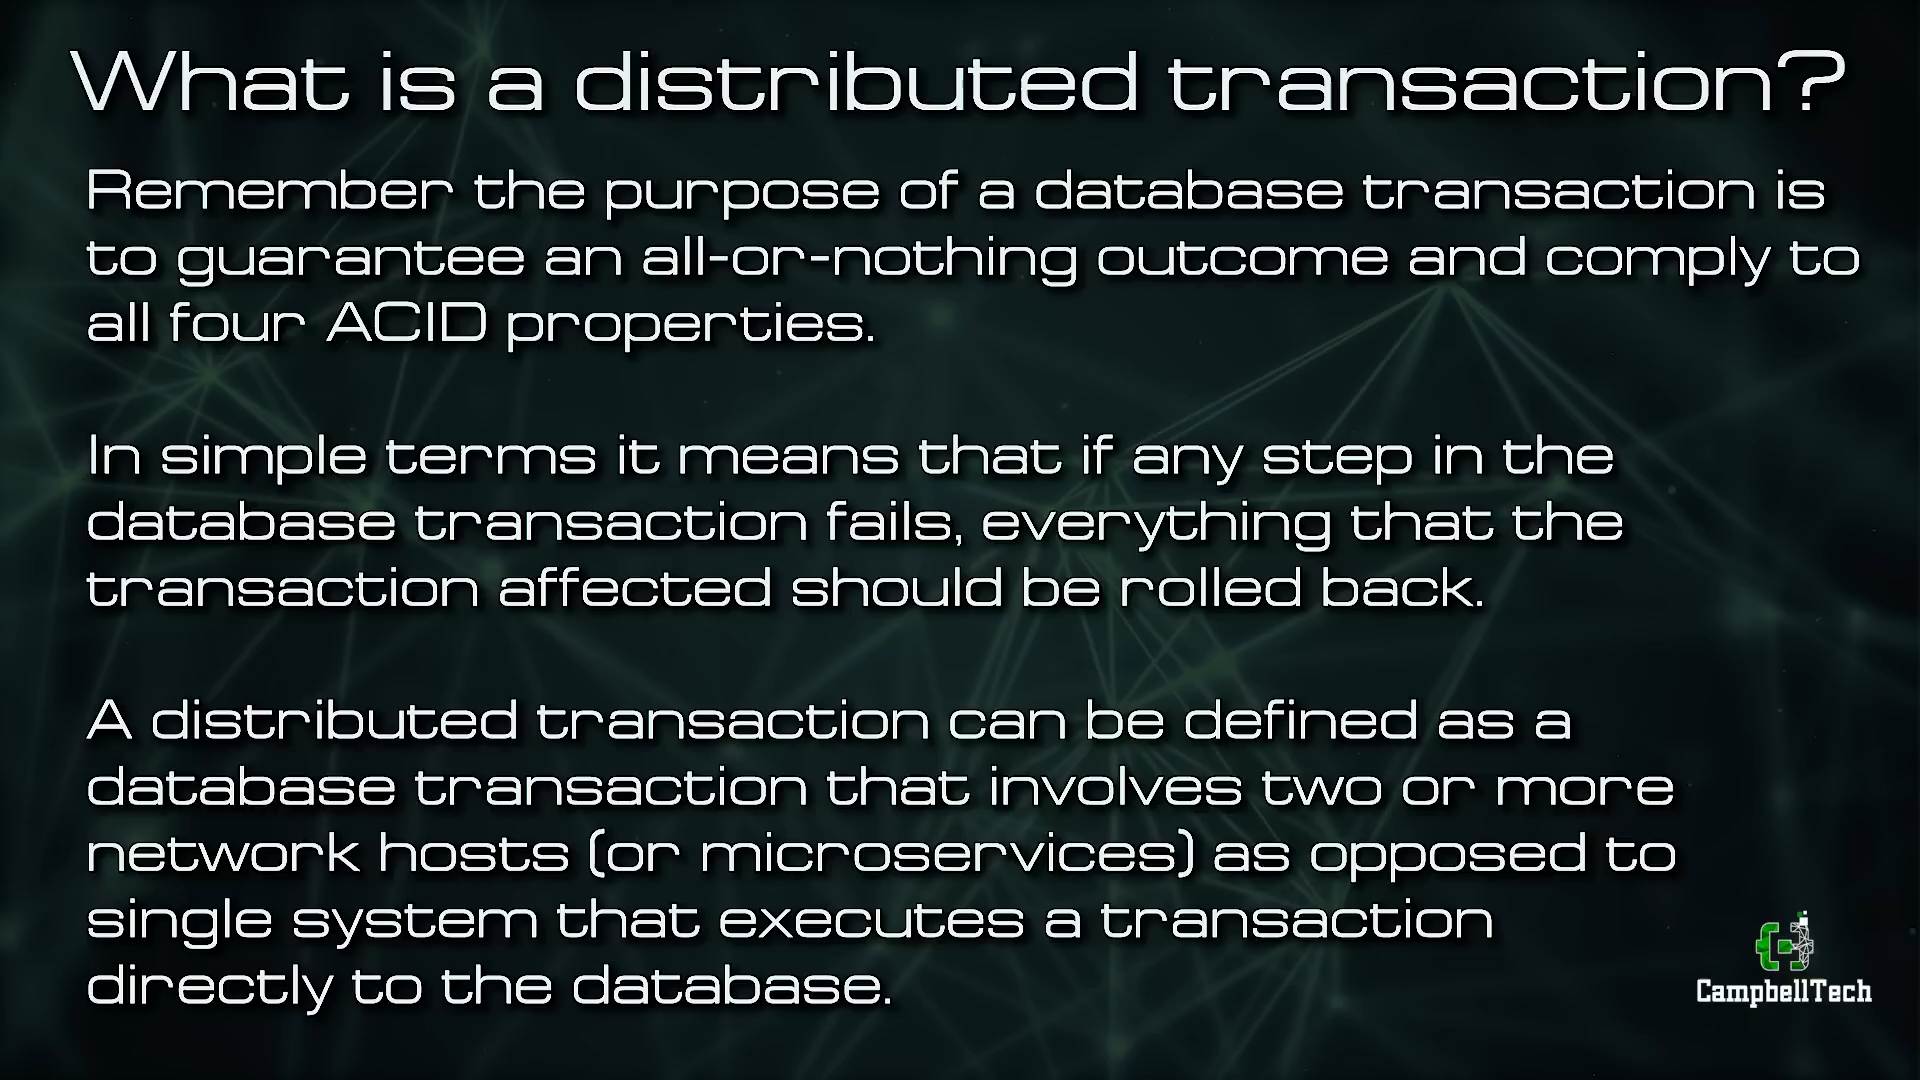 What is a distributed transaction?
Remember the purpose of a database transaction is
to guarantee an all-or-nothing outcome and comply to
all four ACID properties.
In simple terms it means that if any step in the
database transaction fails, everything that the
transaction affected should be rolled back.
A distributed transaction can be defined as a
database transaction that involves two or more
network hosts (or microservices) as opposed to
single system that executes a transaction
directly to the database.
CampbellTech